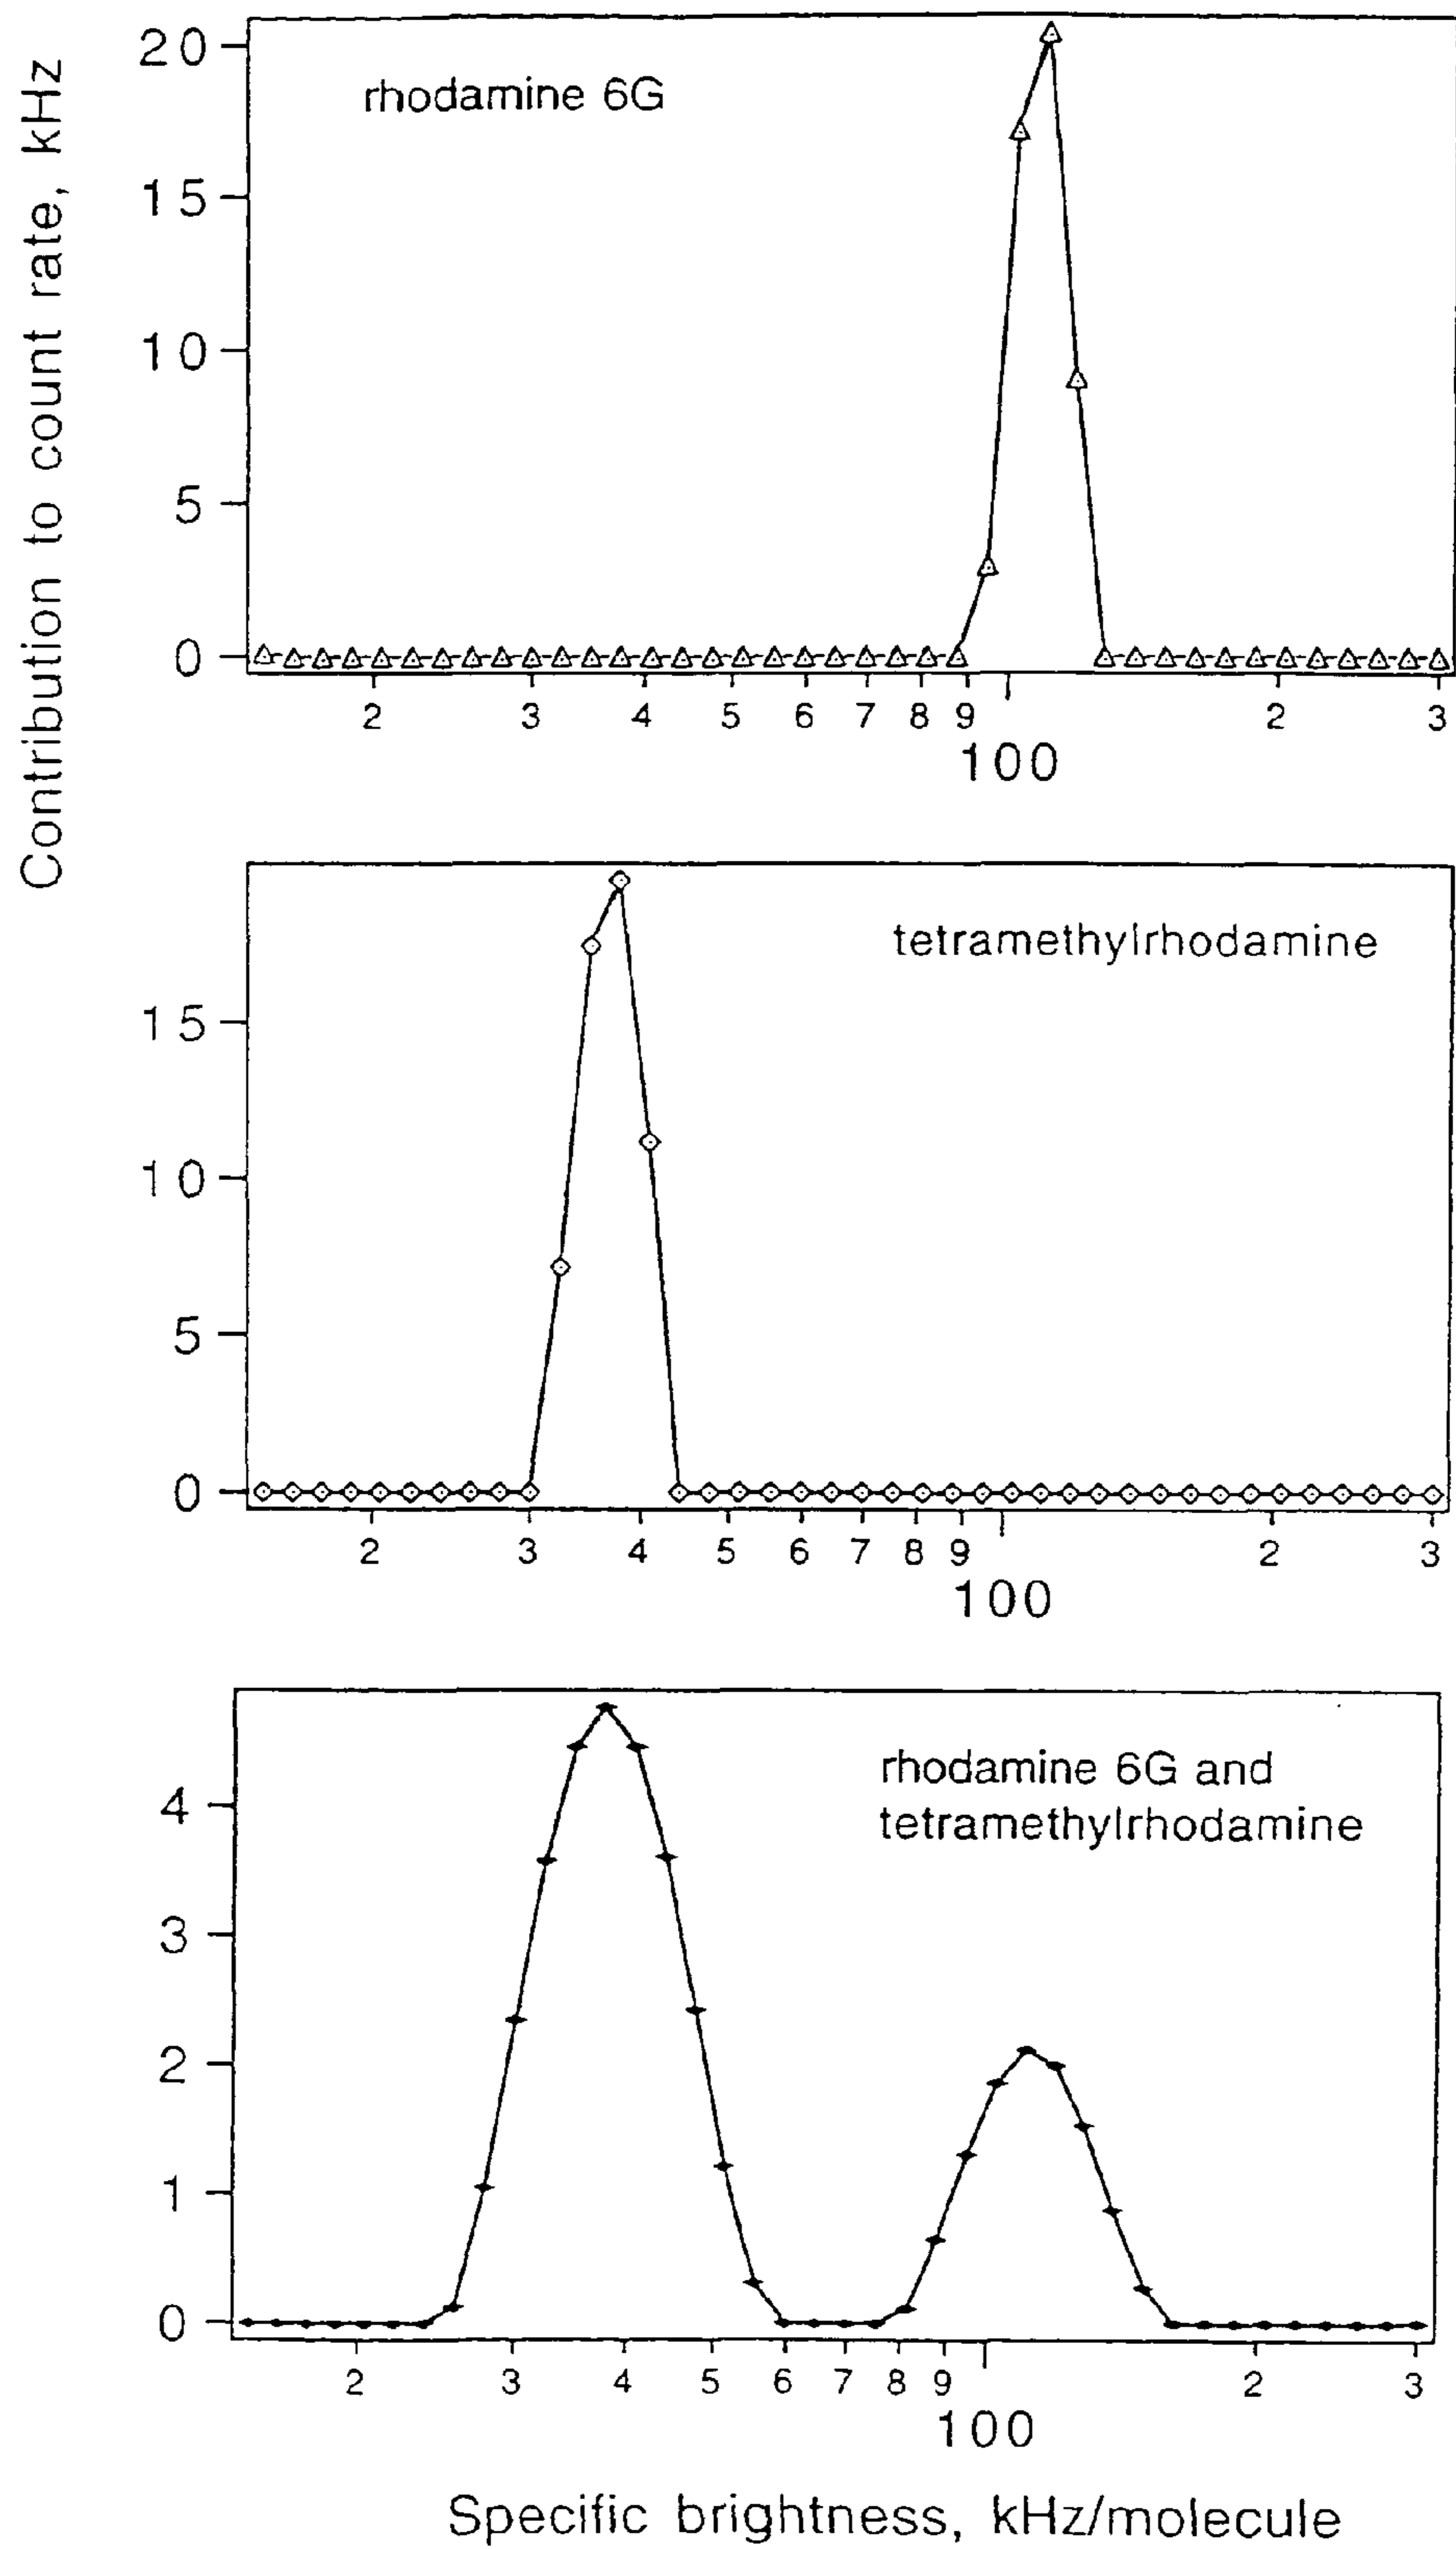 Contribution to count rate, kHz
20
15
10
5
0
rhodamine 6G
2 3 4 5 6 7 8 9 2 3
100
tetramethylrhodamine
15
10
5
0
2 3 4 5 6 7 8 9 2 3
100
rhodamine 6G and
tetramethylrhodamine
4
3
2
1
0
2 3 4 5 6 7 8 9 2 3
100
Specific brightness, kHz/molecule